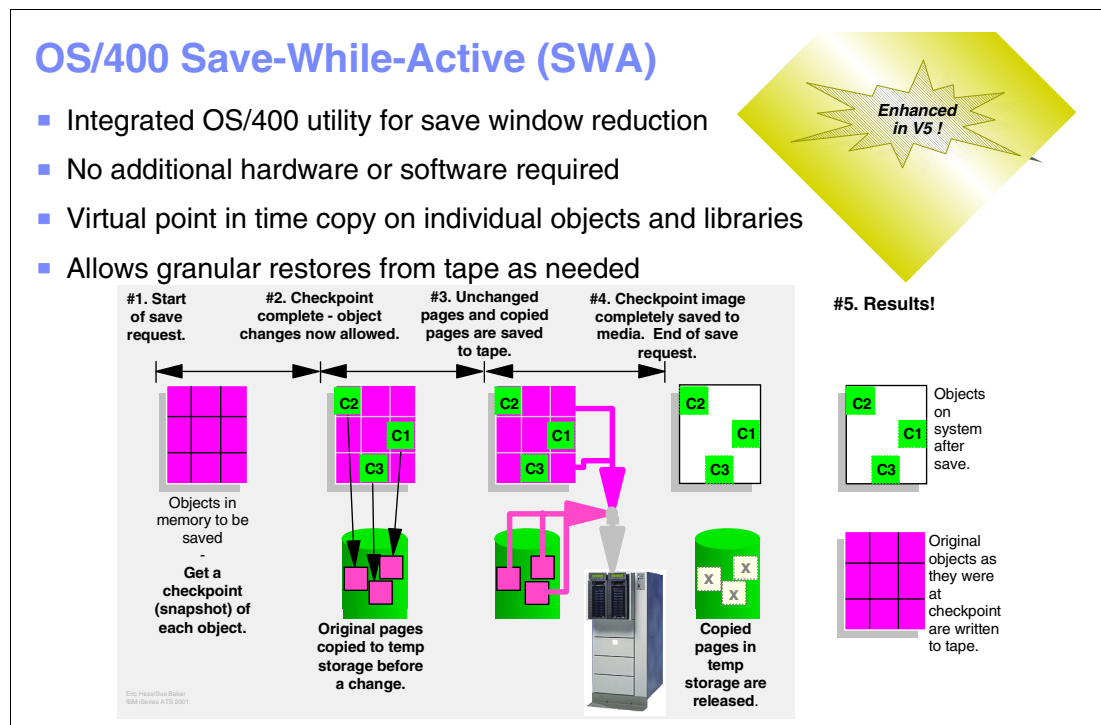 OS/400 Save-While-Active (SWA)
Enhanced
in V5 !
Integrated OS/400 utility for save window reduction
No additional hardware or software required
Virtual point in time copy on individual objects and libraries
Allows granular restores from tape as needed
#1. Start
of save
request.
#2. Checkpoint
complete - object
changes now allowed.
#3. Unchanged
pages and copied
pages are saved
to tape.
#4. Checkpoint image
completely saved to
media. End of save
request.
#5. Results!
C2
C1
C3
C2
C1
C3
C2
C1
C3
C2
C1
C3
Objects
on
system
after
save.
Objects in
memory to be
saved
-
Get a
checkpoint
(snapshot) of
each object.
Original pages
copied to temp
storage before
a change.
X
X
X
Copied
pages in
temp
storage are
released.
Original
objects as
they were
at
checkpoint
are written
to tape.
Eric Hess/Sue Baker
IBM iSeries ATS 2001